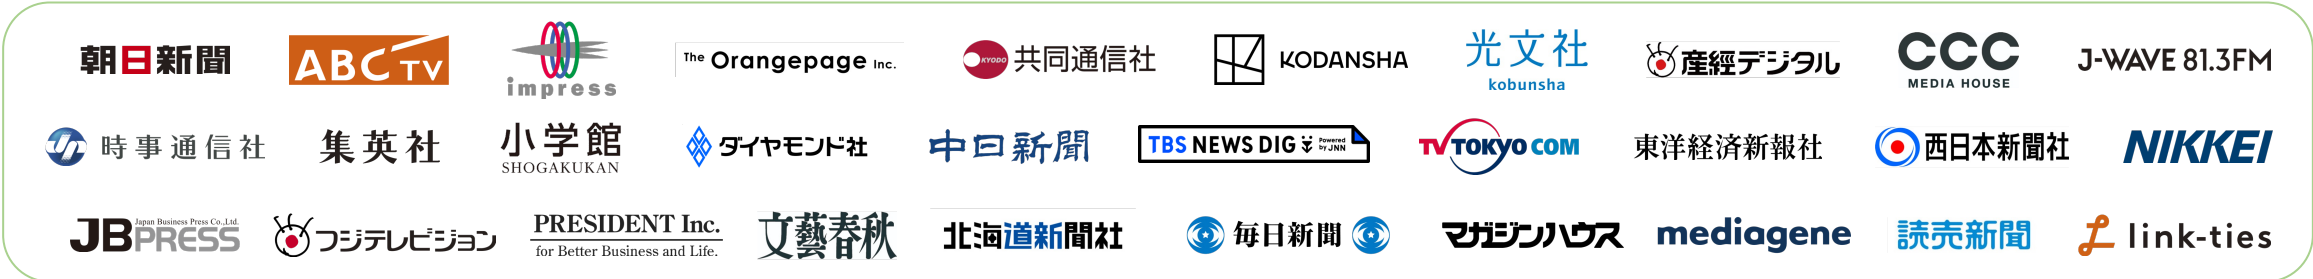 朝日新聞
ABC TV
impress
The Orangepage Inc.
KYODO 共同通信社
KODANSHA
光文社
kobunsha
産経デジタル
CCC
MEDIA HOUSE
J-WAVE 81.3FM
時事通信社
集英社
小学館
SHOGAKUKAN
ダイヤモンド社
中日新聞
TBS NEWS DIG Powered by JNN
TV TOKYO COM
東洋経済新報社
西日本新聞社
NIKKEI
Japan Business Press Co.,Ltd.
JBPRESS
フジテレビジョン
PRESIDENT Inc.
for Better Business and Life.
文藝春秋
北海道新聞社
毎日新聞
マガジンハウス
mediagene
読売新聞
link-ties